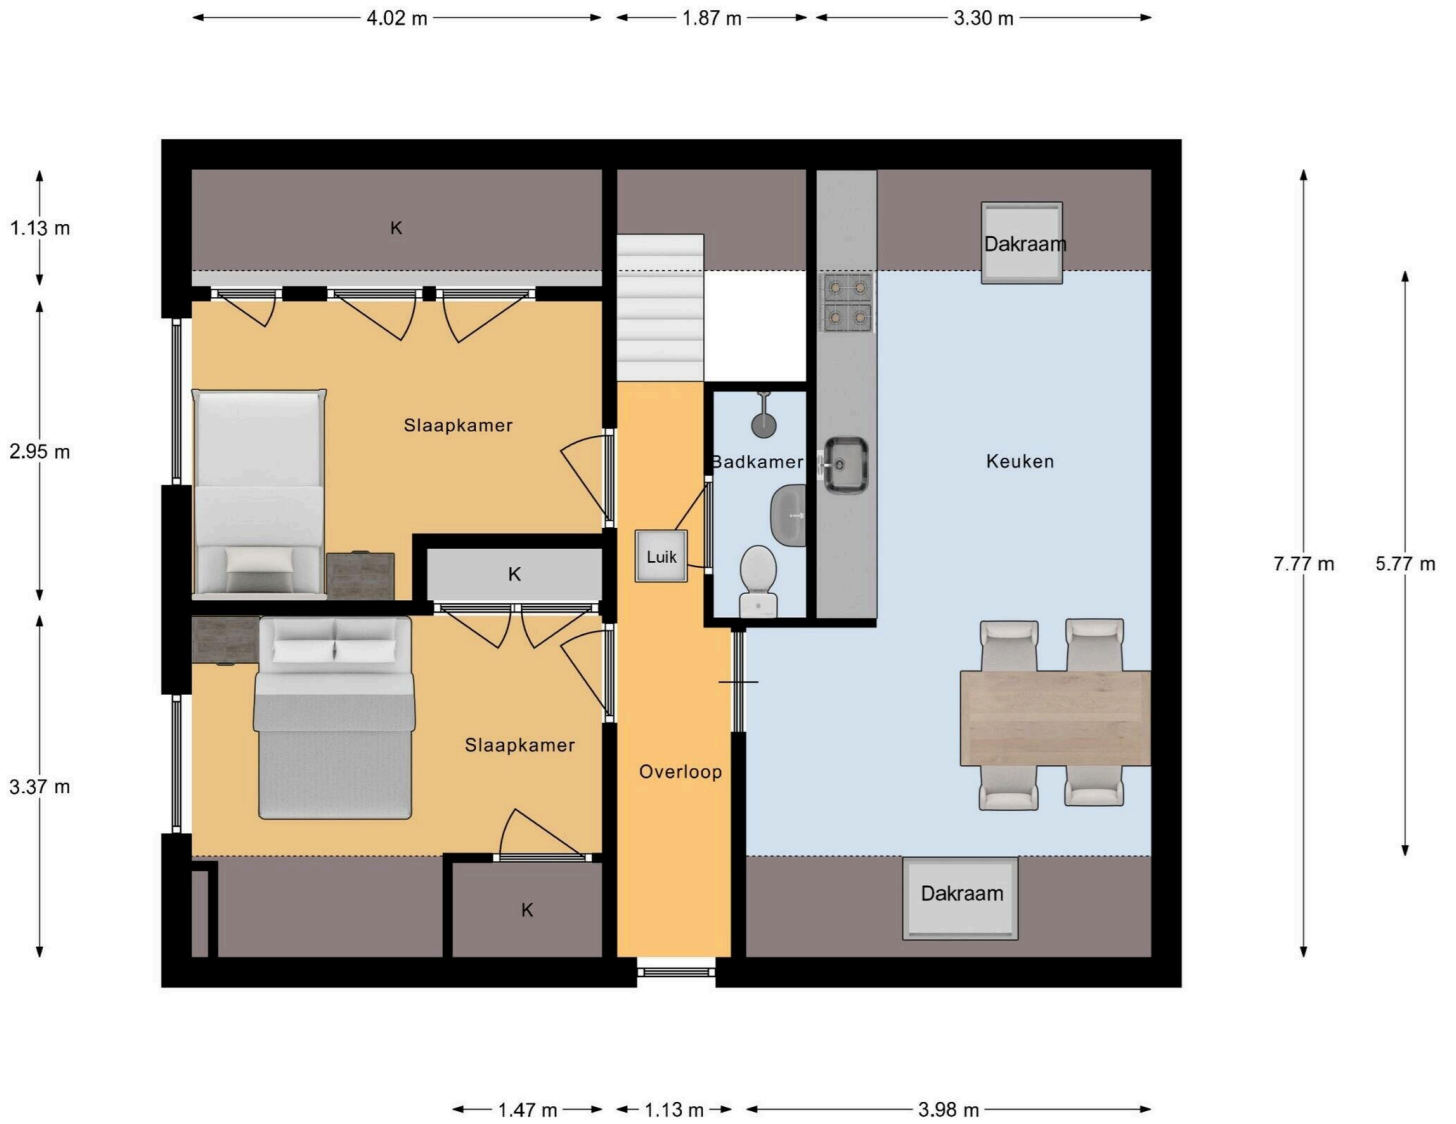 4.02 m
1.87 m
3.30 m
1.13 m
K
Dakraam
2.95 m
Slaapkamer
Badkamer
Keuken
Luik
7.77 m
5.77 m
K
Slaapkamer
Overloop
3.37 m
Dakraam
K
1.47 m
1.13 m
3.98 m